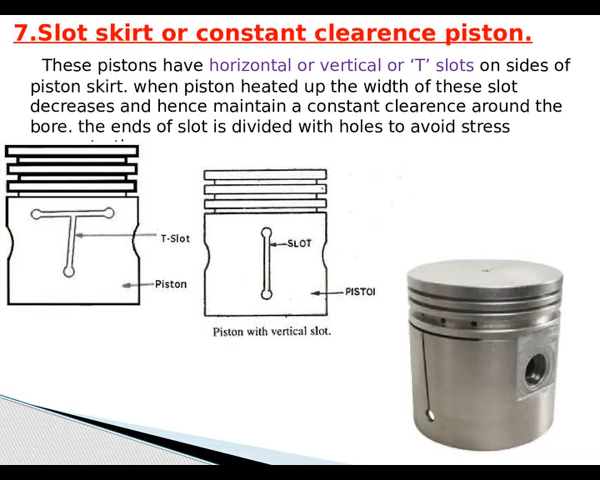 7.Slot skirt or constant clearence piston.
These pistons have horizontal or vertical or ‘T’ slots on sides of
piston skirt. when piston heated up the width of these slot
decreases and hence maintain a constant clearence around the
bore. the ends of slot is divided with holes to avoid stress
T-Slot
Piston
SLOT
PISTOI
Piston with vertical slot.